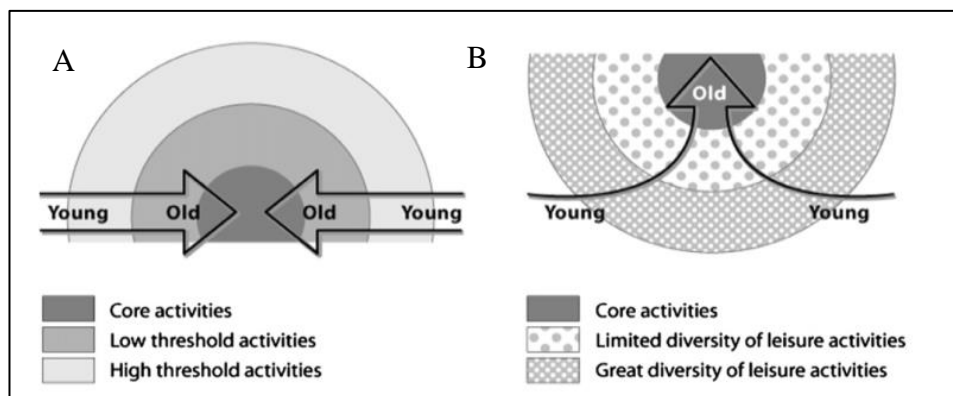 A
Young Old Old Young
Core activities
Low threshold activities
High threshold activities
B
Old
Young Young
Core activities
Limited diversity of leisure activities
Great diversity of leisure activities